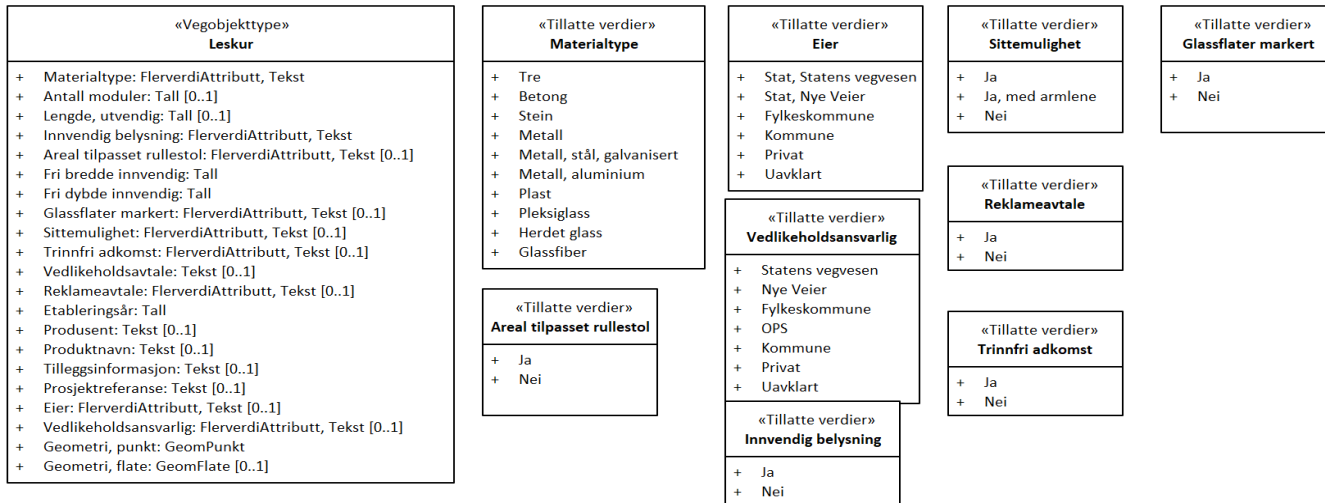 «Vegobjekttype»
Leskur
+ Materialtype: FlerverdiAttributt, Tekst
+ Antall moduler: Tall [0..1]
+ Lengde, utvendig: Tall [0..1]
+ Innvendig belysning: FlerverdiAttributt, Tekst
+ Areal tilpasset rullestol: FlerverdiAttributt, Tekst [0..1]
+ Fri bredde innvendig: Tall
+ Fri dybde innvendig: Tall
+ Glassflater markert: FlerverdiAttributt, Tekst [0..1]
+ Sittemulighet: FlerverdiAttributt, Tekst [0..1]
+ Trinnfri adkomst: FlerverdiAttributt, Tekst [0..1]
+ Vedlikeholdsavtale: Tekst [0..1]
+ Reklameavtale: FlerverdiAttributt, Tekst [0..1]
+ Etableringsår: Tall
+ Produsent: Tekst [0..1]
+ Produktnavn: Tekst [0..1]
+ Tilleggsinformasjon: Tekst [0..1]
+ Prosjektreferanse: Tekst [0..1]
+ Eier: FlerverdiAttributt, Tekst [0..1]
+ Vedlikeholdsansvarlig: FlerverdiAttributt, Tekst [0..1]
+ Geometri, punkt: GeomPunkt
+ Geometri, flate: GeomFlate [0..1]
«Tillatte verdier»
Materialtype
+ Tre
+ Betong
+ Stein
+ Metall
+ Metall, stål, galvanisert
+ Metall, aluminium
+ Plast
+ Pleksiglass
+ Herdet glass
+ Glassfiber
«Tillatte verdier»
Areal tilpasset rullestol
+ Ja
+ Nei
«Tillatte verdier»
Eier
+ Stat, Statens vegvesen
+ Stat, Nye Veier
+ Fylkeskommune
+ Kommune
+ Privat
+ Uavklart
«Tillatte verdier»
Vedlikeholdsansvarlig
+ Statens vegvesen
+ Nye Veier
+ Fylkeskommune
+ OPS
+ Kommune
+ Privat
+ Uavklart
«Tillatte verdier»
Innvendig belysning
+ Ja
+ Nei
«Tillatte verdier»
Sittemulighet
+ Ja
+ Ja, med armlene
+ Nei
«Tillatte verdier»
Reklameavtale
+ Ja
+ Nei
«Tillatte verdier»
Trinnfri adkomst
+ Ja
+ Nei
«Tillatte verdier»
Glassflater markert
+ Ja
+ Nei